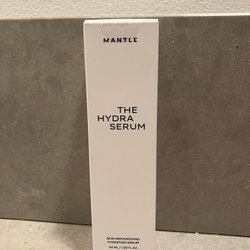 MANTLE
THE
HYDRA
SERUM
SKIN-REPLENISHING
HYDRATION SERUM